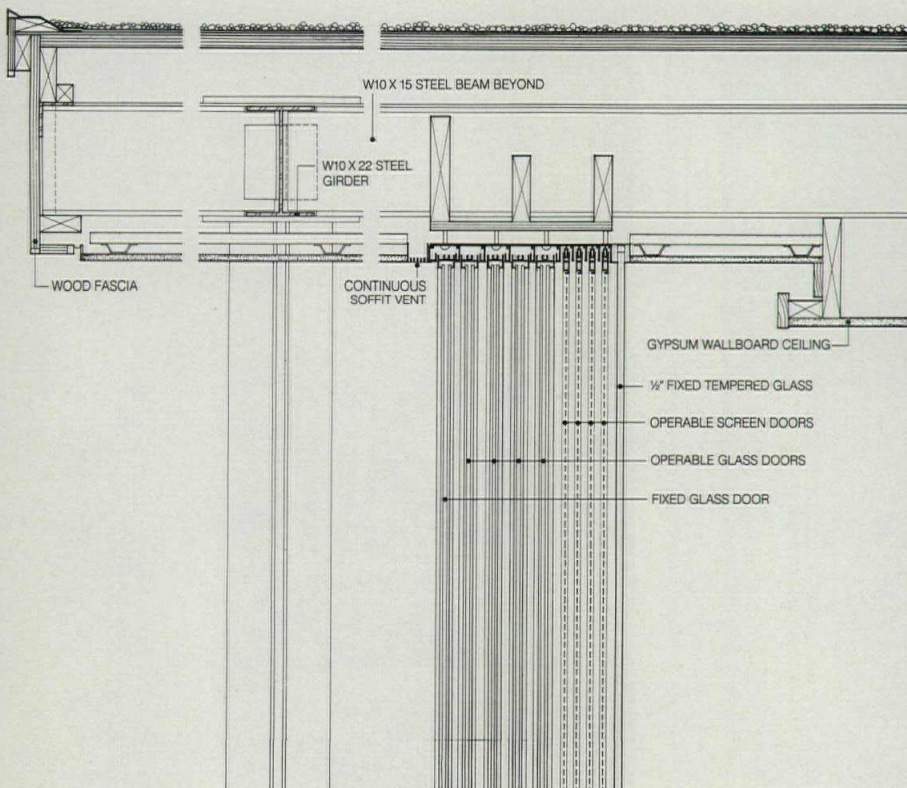 W10 X 15 STEEL BEAM BEYOND
W10 X 22 STEEL
GIRDER
WOOD FASCIA
CONTINUOUS
SOFFIT VENT
GYPSUM WALLBOARD CEILING
½" FIXED TEMPERED GLASS
OPERABLE SCREEN DOORS
OPERABLE GLASS DOORS
FIXED GLASS DOOR